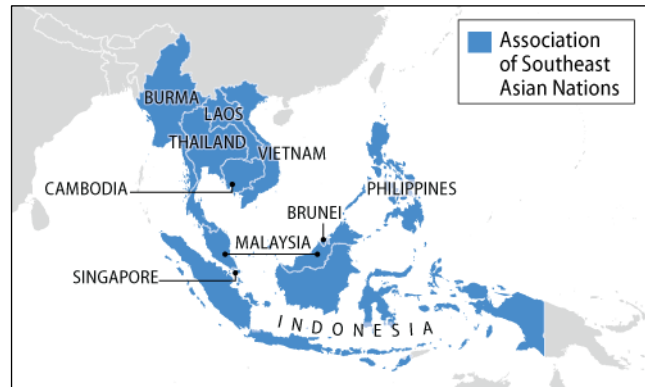 Association
of Southeast
Asian Nations
BURMA
LAOS
THAILAND
VIETNAM
CAMBODIA
PHILIPPINES
BRUNEI
MALAYSIA
SINGAPORE
INDONESIA